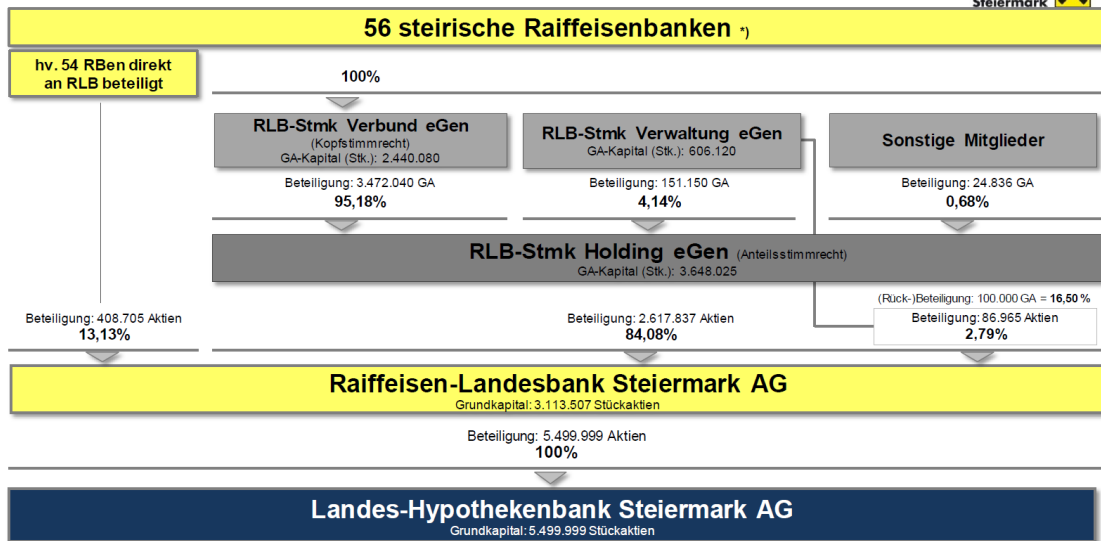 Steiermark
56 steirische Raiffeisenbanken *)
hv. 54 RBen direkt
an RLB beteiligt
100%
RLB-Stmk Verbund eGen
(Kopfstimmrecht)
GA-Kapital (Stk.): 2.440.080
RLB-Stmk Verwaltung eGen
GA-Kapital (Stk.): 606.120
Sonstige Mitglieder
Beteiligung: 3.472.040 GA
95,18%
Beteiligung: 151.150 GA
4,14%
Beteiligung: 24.836 GA
0,68%
RLB-Stmk Holding eGen (Anteilsstimmrecht)
GA-Kapital (Stk.): 3.648.025
(Rück-)Beteiligung: 100.000 GA = 16,50 %
Beteiligung: 408.705 Aktien
13,13%
Beteiligung: 2.617.837 Aktien
84,08%
Beteiligung: 86.965 Aktien
2,79%
Raiffeisen-Landesbank Steiermark AG
Grundkapital: 3.113.507 Stückaktien
Beteiligung: 5.499.999 Aktien
100%
Landes-Hypothekenbank Steiermark AG
Grundkapital: 5.499.999 Stückaktien